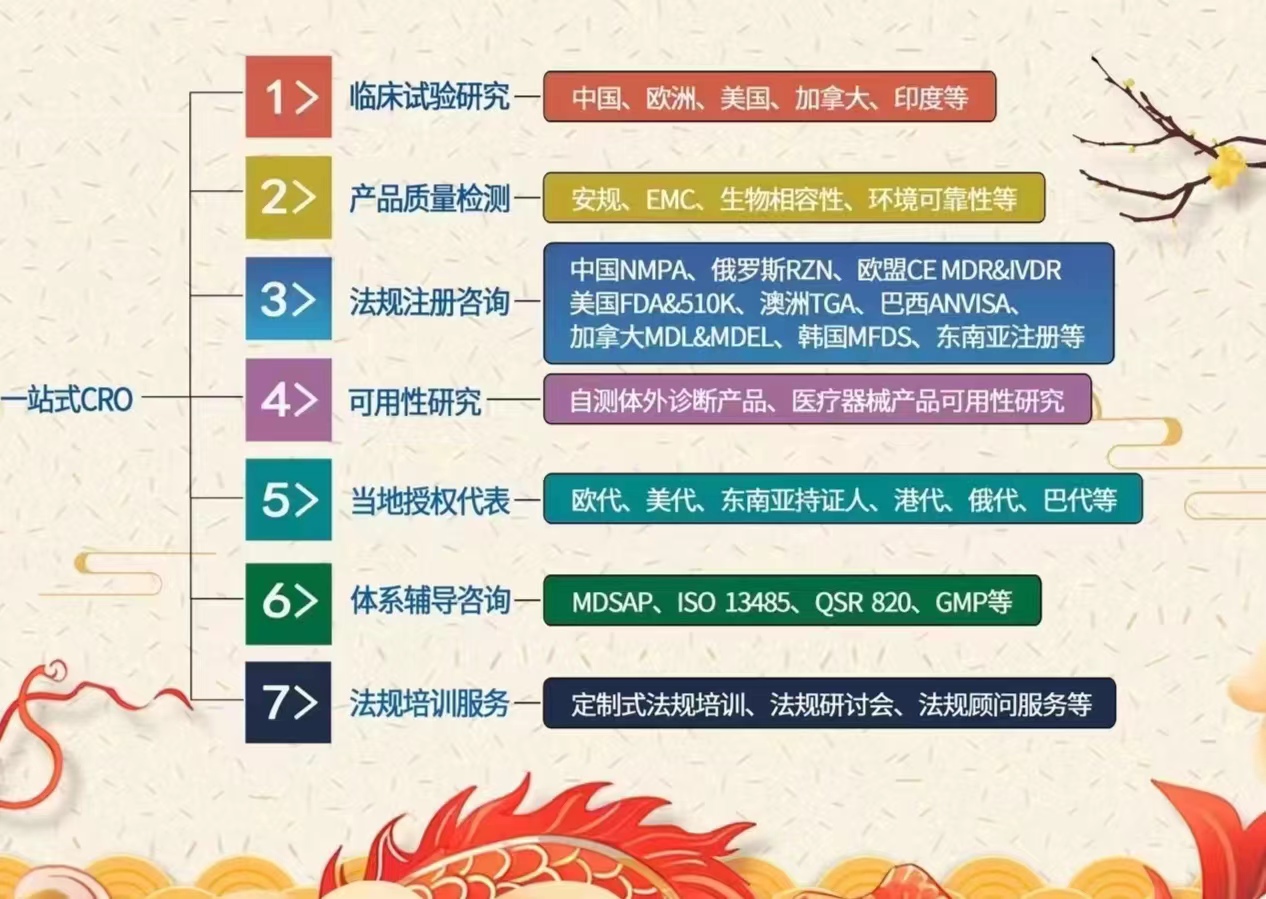 1> 临床试验研究 中国、欧洲、美国、加拿大、印度等
2> 产品质量检测 安规、EMC、生物相容性、环境可靠性等
3> 法规注册咨询 中国NMPA、俄罗斯RZN、欧盟CE MDR&IVDR
美国FDA&510K、澳洲TGA、巴西ANVISA、
加拿大MDL&MDEL、韩国MFDS、东南亚注册等
一站式CRO
4> 可用性研究 自测体外诊断产品、医疗器械产品可用性研究
5> 当地授权代表 欧代、美代、东南亚持证人、港代、俄代、巴代等
6> 体系辅导咨询 MDSAP、ISO 13485、QSR 820、GMP等
7> 法规培训服务 定制式法规培训、法规研讨会、法规顾问服务等